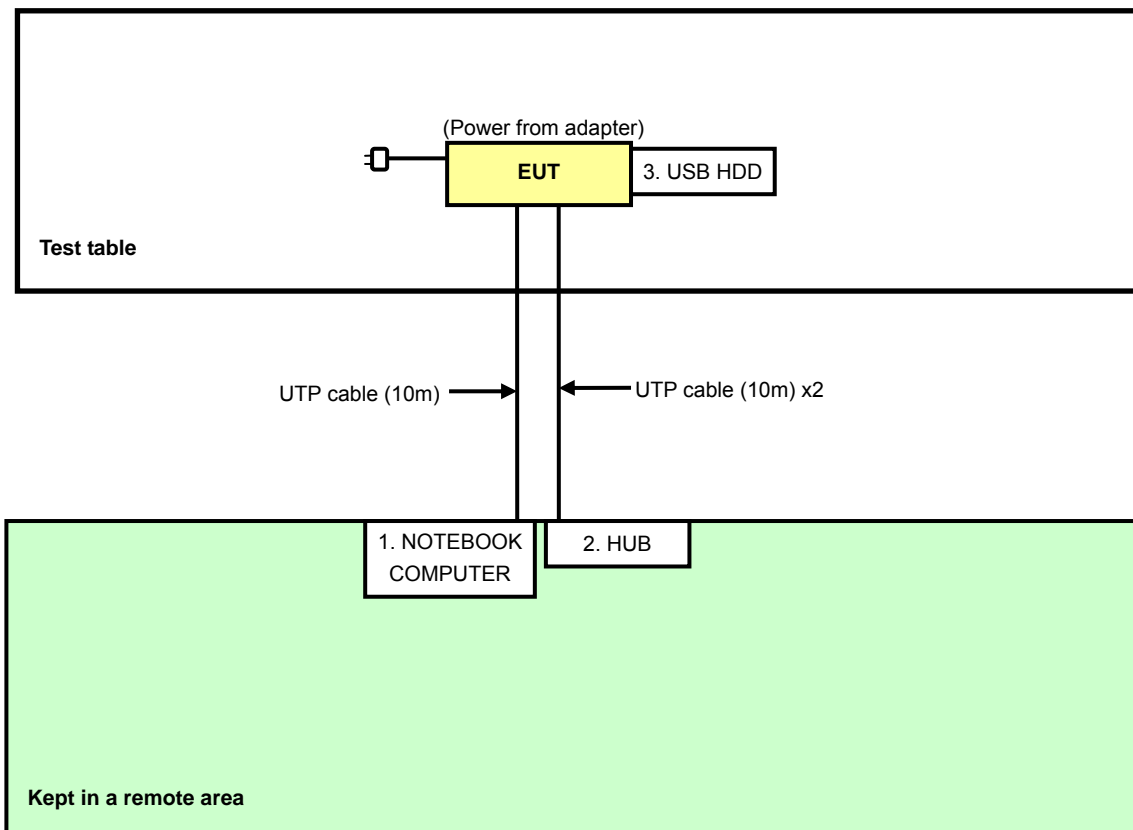 (Power from adapter)
EUT
3. USB HDD
Test table
UTP cable (10m)
UTP cable (10m) x2
1. NOTEBOOK
COMPUTER
2. HUB
Kept in a remote area